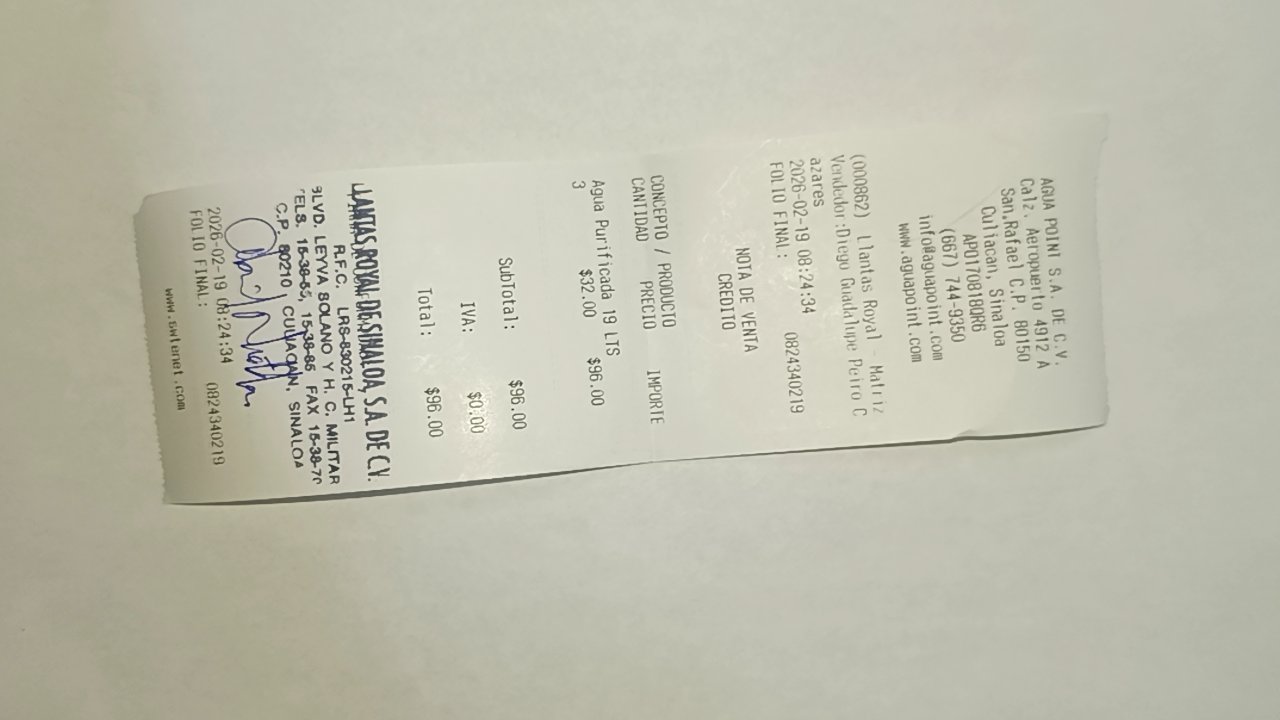 AGUA POINT S.A. DE C.V.
Calz. Aeropuerto 4912 A
San.Rafael C.P. 80150
Culiacan, Sinaloa
APO1708180R6
(667) 744-9350
info@aguapoint.com
www.aguapoint.com
(000862) Llantas Royal - Matriz
Vendedor:Diego Guadalupe Peiro C
azares
2026-02-19 08:24:34
FOLIO FINAL: 0824340219
NOTA DE VENTA
CREDITO
CONCEPTO / PRODUCTO
CANTIDAD PRECIO IMPORTE
Agua Purificada 19 LTS
3 $32.00 $96.00
SubTotal: $96.00
IVA: $0.00
Total: $96.00
LLANTAS ROYAL DE SINALOA, S.A. DE C.V.
R.F.C. LRS-830215-LH1
BLVD. LEYVA SOLANO Y H. C. MILITAR
TELS. 15-38-65, 15-38-66 FAX 15-38-70
C.P. 80210, CULIACAN, SINALOA
2026-02-19 08:24:34
FOLIO FINAL: 0824340219
www.swtenet.com